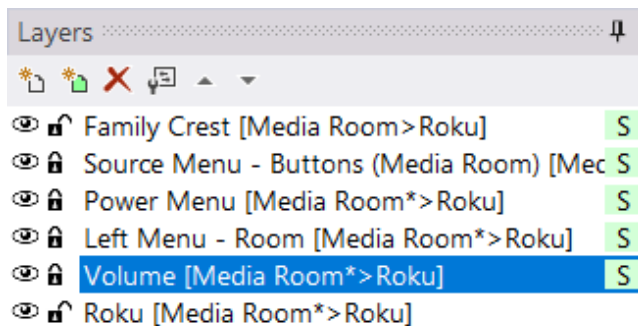 Layers
Family Crest [Media Room>Roku] S
Source Menu - Buttons (Media Room) [Med S
Power Menu [Media Room*>Roku] S
Left Menu - Room [Media Room*>Roku] S
Volume [Media Room*>Roku] S
Roku [Media Room*>Roku]